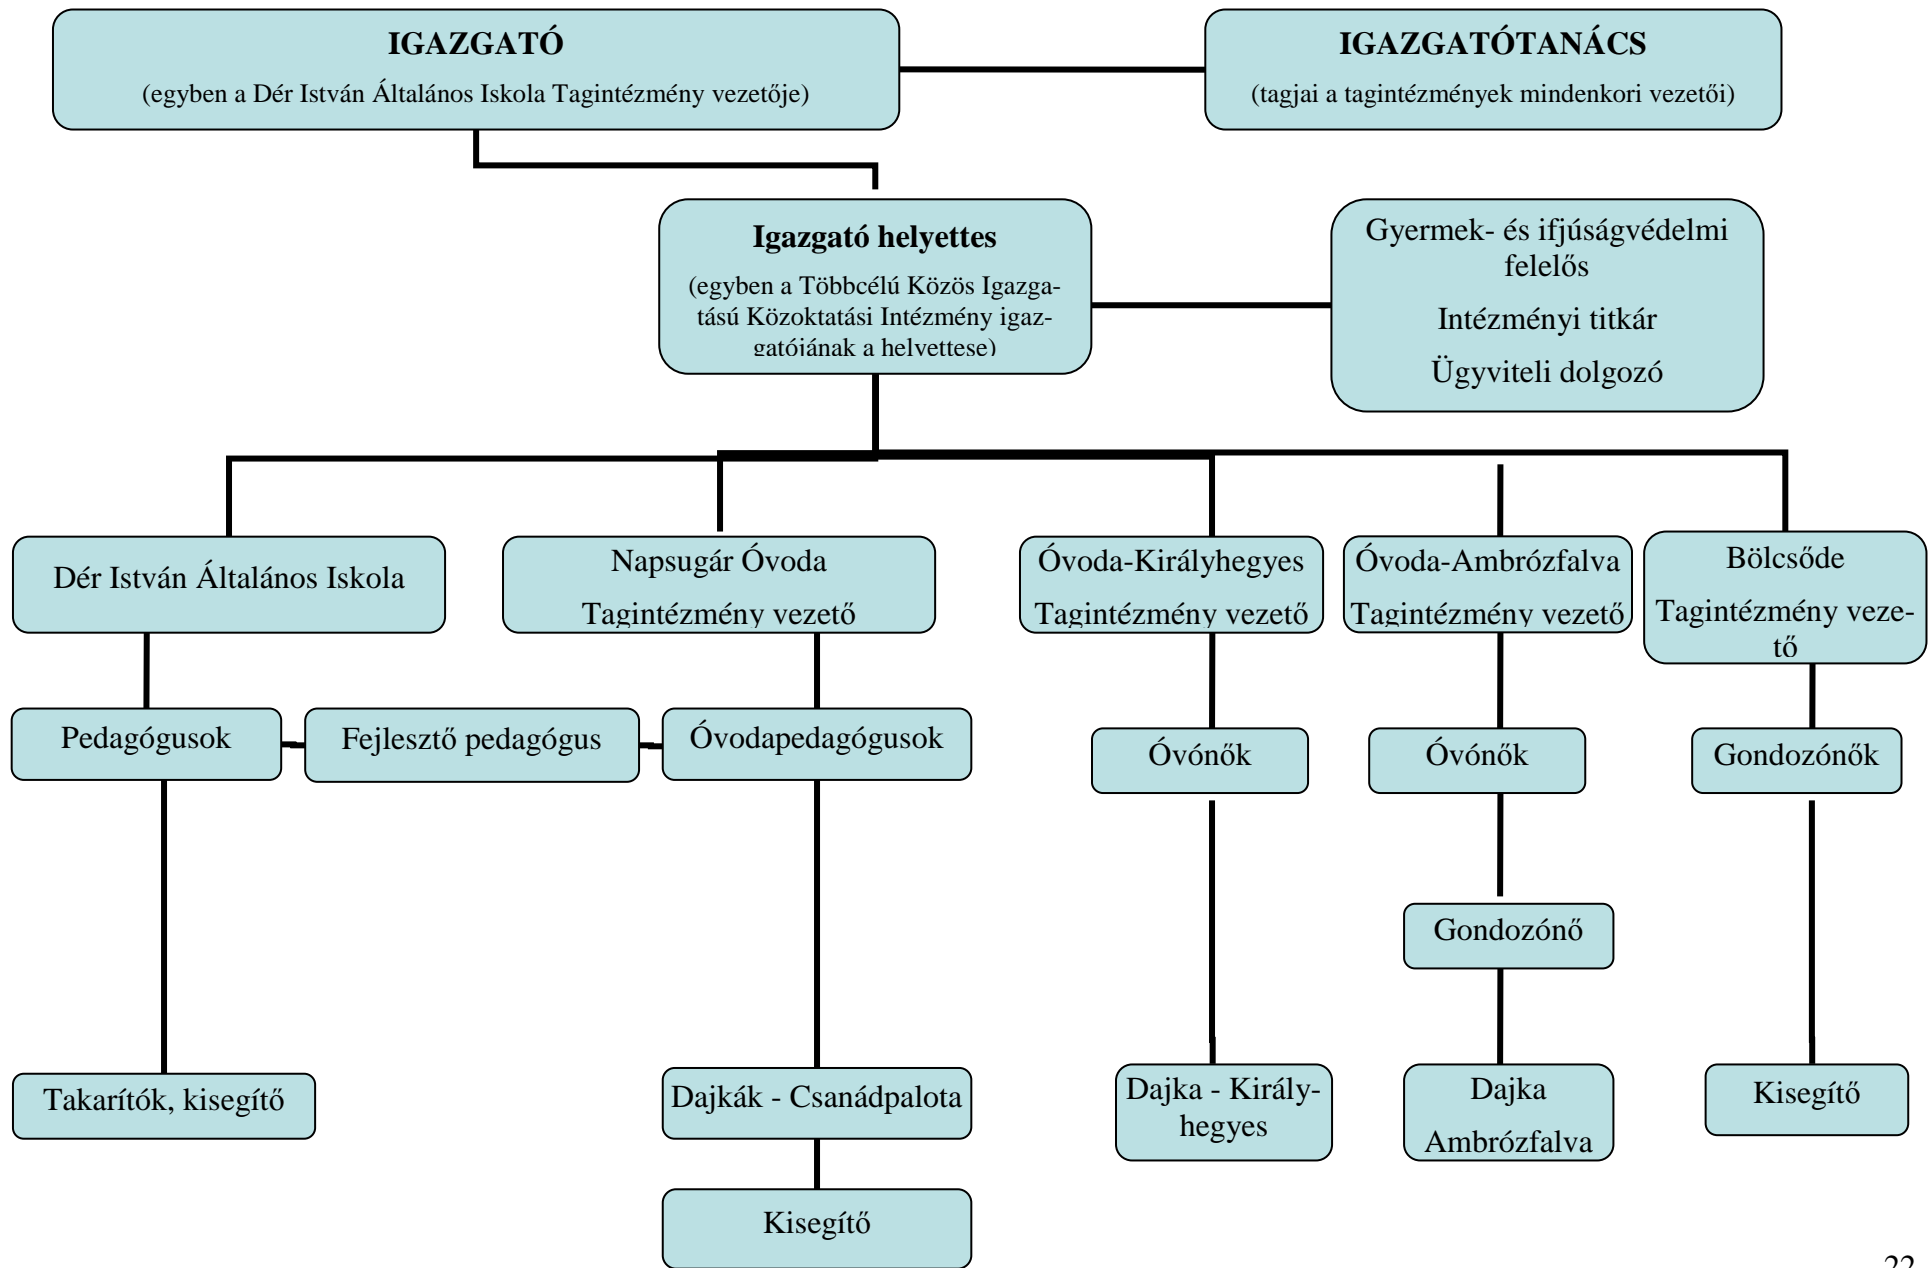 IGAZGATÓ
(egyben a Dér István Általános Iskola Tagintézmény vezetője)
IGAZGATÓTANÁCS
(tagjai a tagintézmények mindenkori vezetői)
Igazgató helyettes
(egyben a Többcélú Közös Igazga-
tású Közoktatási Intézmény igaz-
gatójának a helyettese)
Gyermek- és ifjúságvédelmi
felelős
Intézményi titkár
Ügyviteli dolgozó
Dér István Általános Iskola
Napsugár Óvoda
Tagintézmény vezető
Óvoda-Királyhegyes
Tagintézmény vezető
Óvoda-Ambrózfalva
Tagintézmény vezető
Bölcsőde
Tagintézmény veze-
tő
Pedagógusok
Fejlesztő pedagógus
Óvodapedagógusok
Óvónők
Óvónők
Gondozónők
Gondozónő
Takarítók, kisegítő
Dajkák - Csanádpalota
Dajka - Király-
hegyes
Dajka
Ambrózfalva
Kisegítő
Kisegítő
22